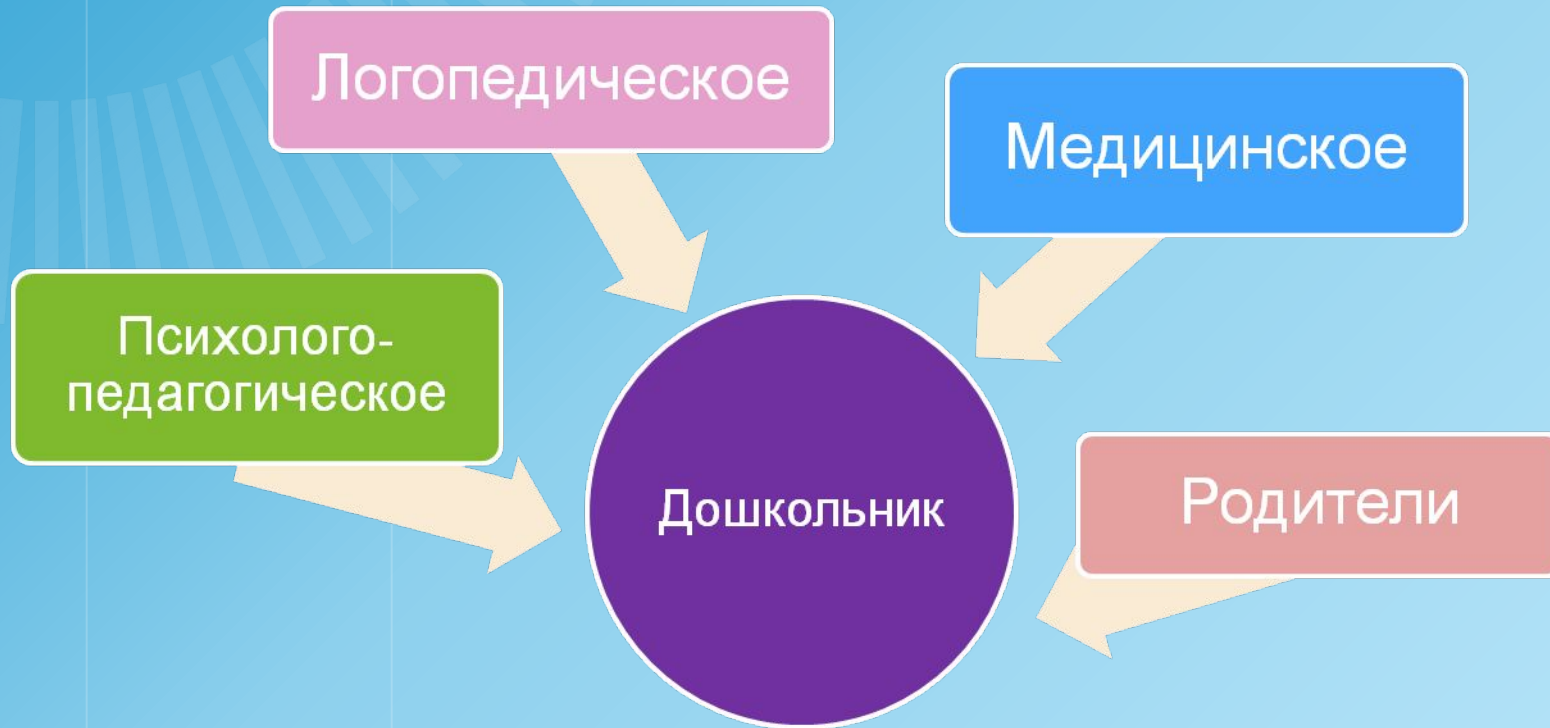 Логопедическое
Медицинское
Психолого-
педагогическое
Дошкольник
Родители